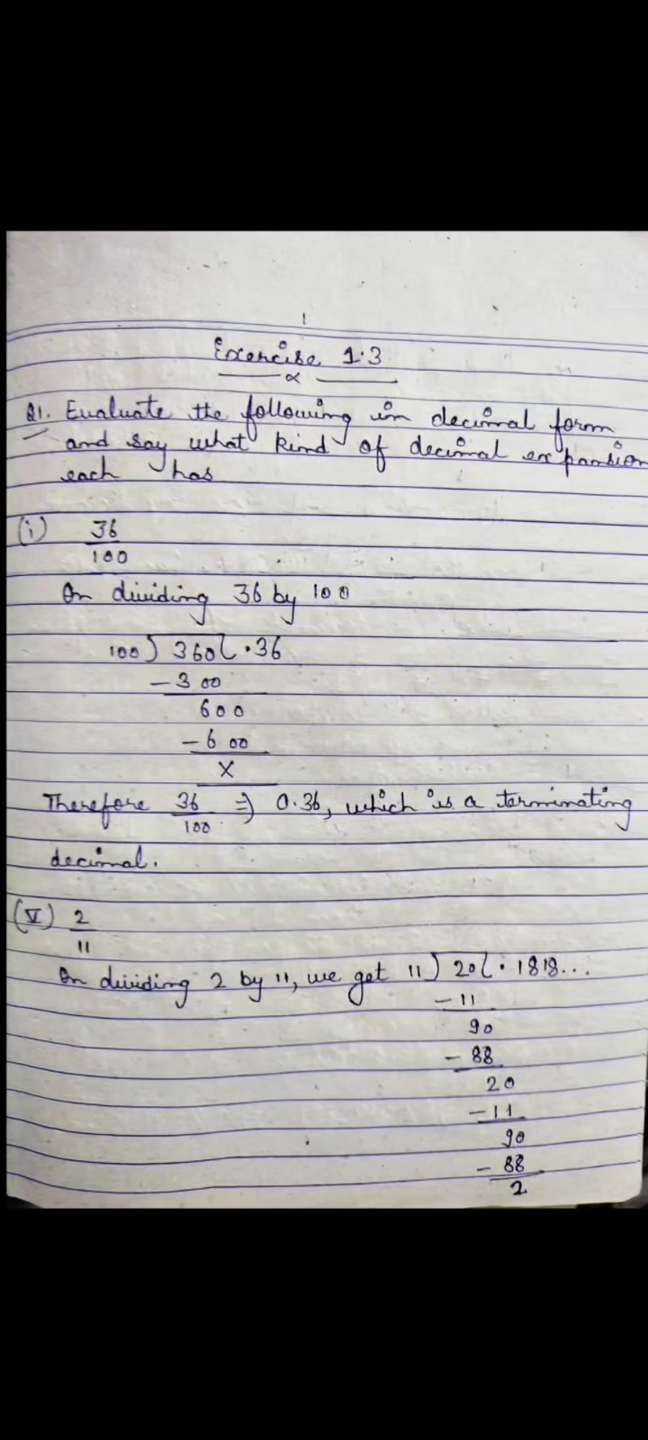 Exercise 1.3
Q1. Evaluate the following in decimal form
and say what kind of decimal expansion
each has
(i) 36
100
On dividing 36 by 100
100) 360( .36
-3 00
600
-6 00
X
Therefore 36/100 ⇒ 0.36, which is a terminating
decimal.
(V) 2
11
On dividing 2 by 11, we get 11) 20( .1818...
-11
90
- 88
20
-11
90
- 88
2